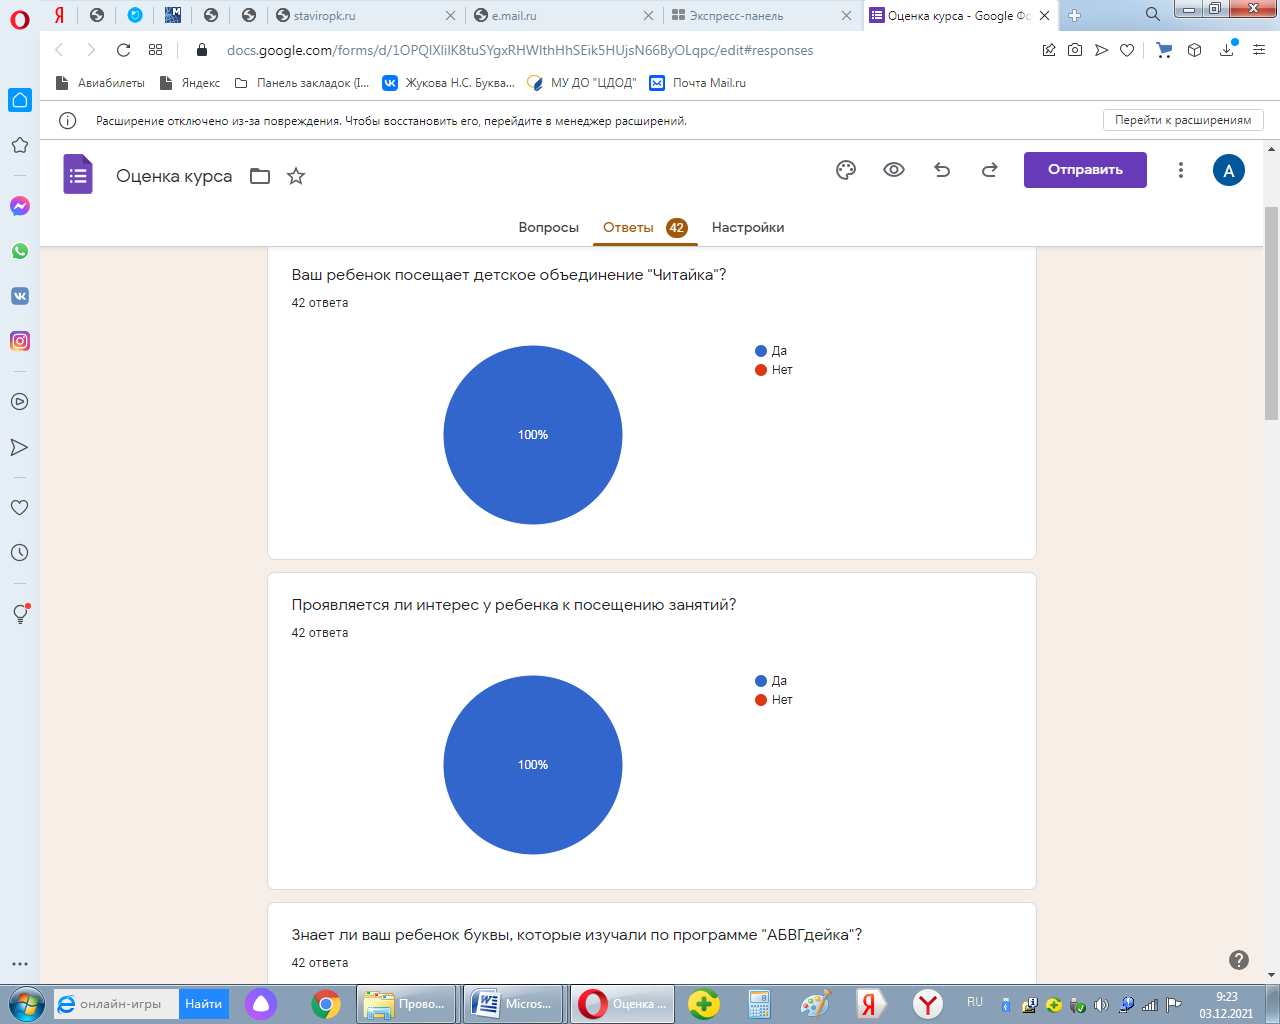 staviropk.ru
e.mail.ru
Экспресс-панель
Оценка курса - Google Фо
docs.google.com/forms/d/1OPQIXIilK8tuSYgxRHWIthHhSEik5HUjsN66ByOLqpc/edit#responses
Авиабилеты
Яндекс
Панель закладок (I...
Жукова Н.С. Буква...
МУ ДО "ЦДОД"
Почта Mail.ru
Расширение отключено из-за повреждения. Чтобы восстановить его, перейдите в менеджер расширений.
Перейти к расширениям
Оценка курса
Отправить
A
Вопросы
Ответы 42
Настройки
Ваш ребенок посещает детское объединение "Читайка"?
42 ответа
100%
Да
Нет
Проявляется ли интерес у ребенка к посещению занятий?
42 ответа
100%
Да
Нет
Знает ли ваш ребенок буквы, которые изучали по программе "АБВГдейка"?
42 ответа
онлайн-игры
Найти
Прово...
Micros...
Оценка ...
RU
9:23
03.12.2021